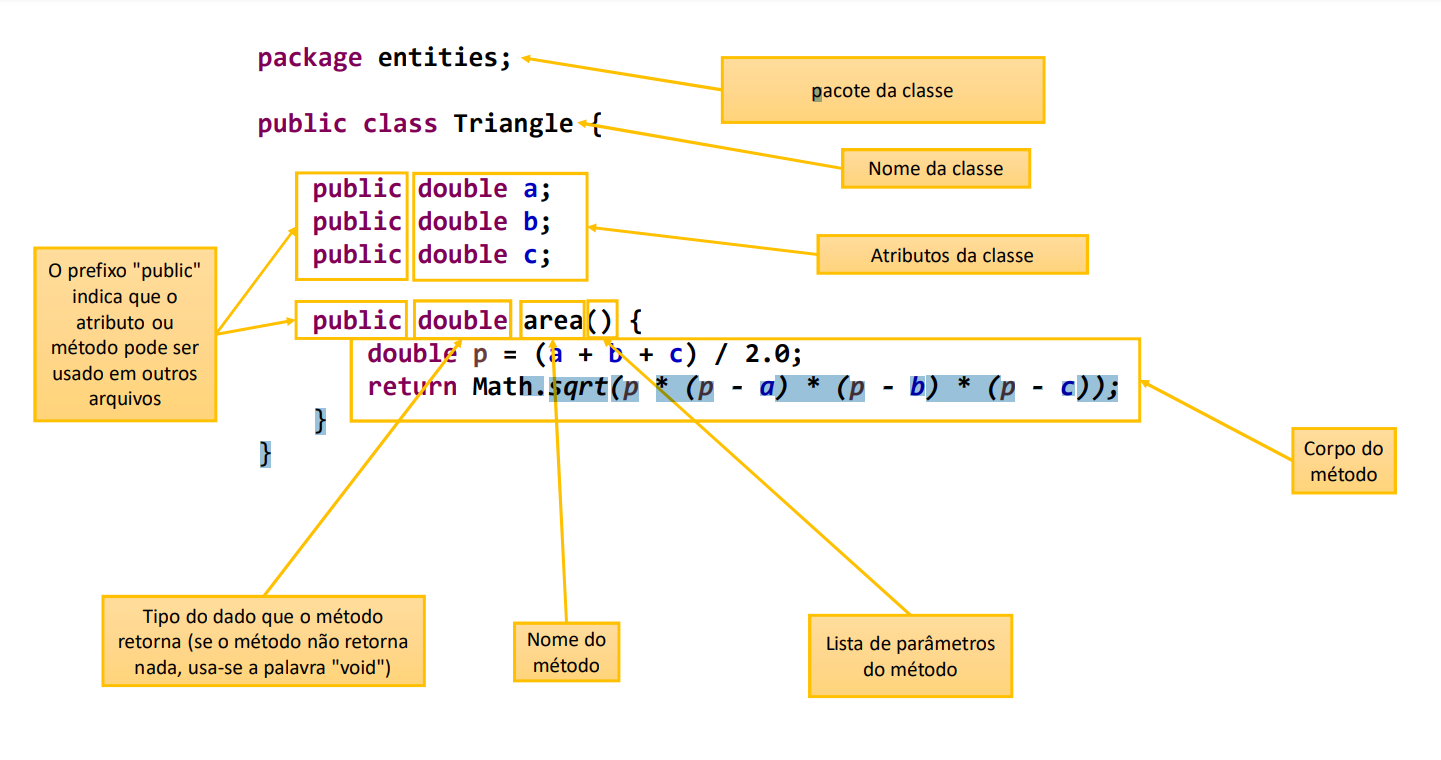 package entities;
pacote da classe
public class Triangle {
Nome da classe
public double a;
public double b;
public double c;
Atributos da classe
O prefixo "public"
indica que o
atributo ou
método pode ser
usado em outros
arquivos
public double area() {
double p = (a + b + c) / 2.0;
return Math.sqrt(p * (p - a) * (p - b) * (p - c));
}
}
Corpo do
método
Tipo do dado que o método
retorna (se o método não retorna
nada, usa-se a palavra "void")
Nome do
método
Lista de parâmetros
do método